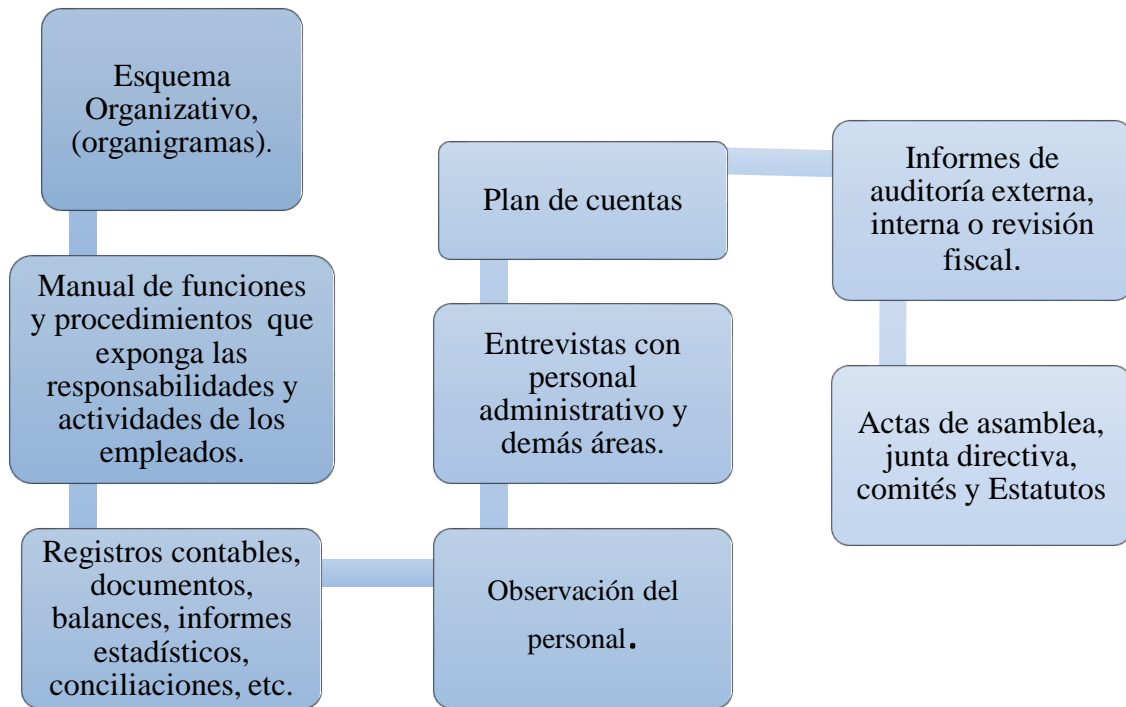 Esquema
Organizativo,
(organigramas).
Manual de funciones
y procedimientos que
exponga las
responsabilidades y
actividades de los
empleados.
Registros contables,
documentos,
balances, informes
estadísticos,
conciliaciones, etc.
Observación del
personal.
Entrevistas con
personal
administrativo y
demás áreas.
Plan de cuentas
Informes de
auditoría externa,
interna o revisión
fiscal.
Actas de asamblea,
junta directiva,
comités y Estatutos